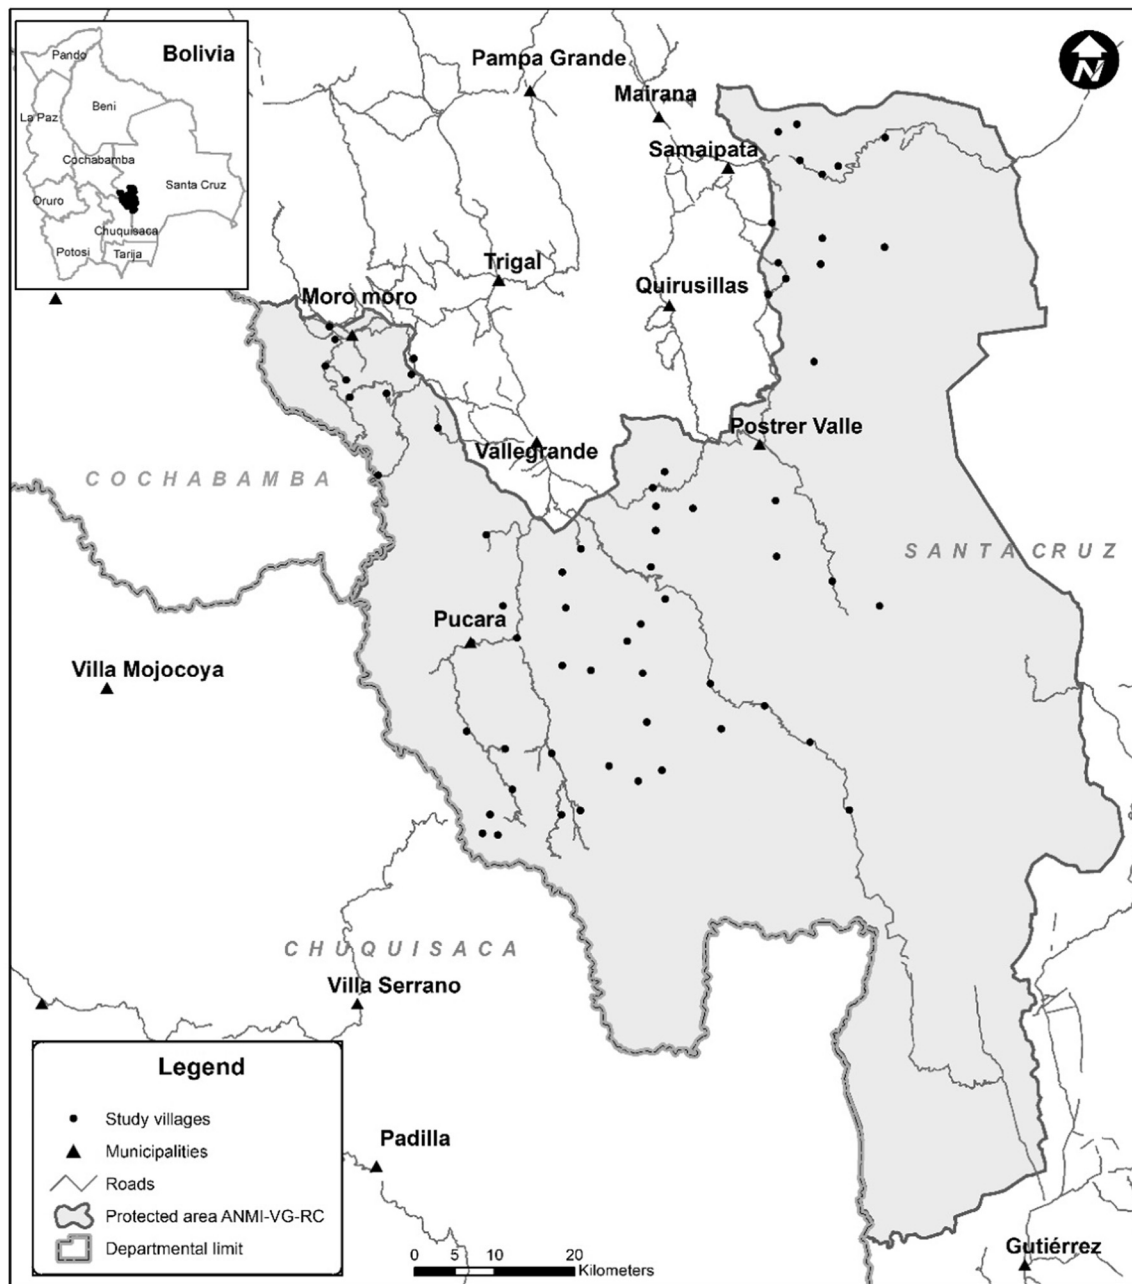 Bolivia
Pando
Beni
La Paz
Cochabamba
Santa Cruz
Oruro
Chuquisaca
Potosi
Tarija
N
Pampa Grande
Mairana
Samaipata
Trigal
Quirusillas
Moro moro
Postrer Valle
Vallegrande
COCHABAMBA
SANTA CRUZ
Pucara
Villa Mojocoya
CHUQUISACA
Villa Serrano
Legend
Study villages
Municipalities
Roads
Protected area ANMI-VG-RC
Departmental limit
Padilla
Gutiérrez
0 5 10 20
Kilometers